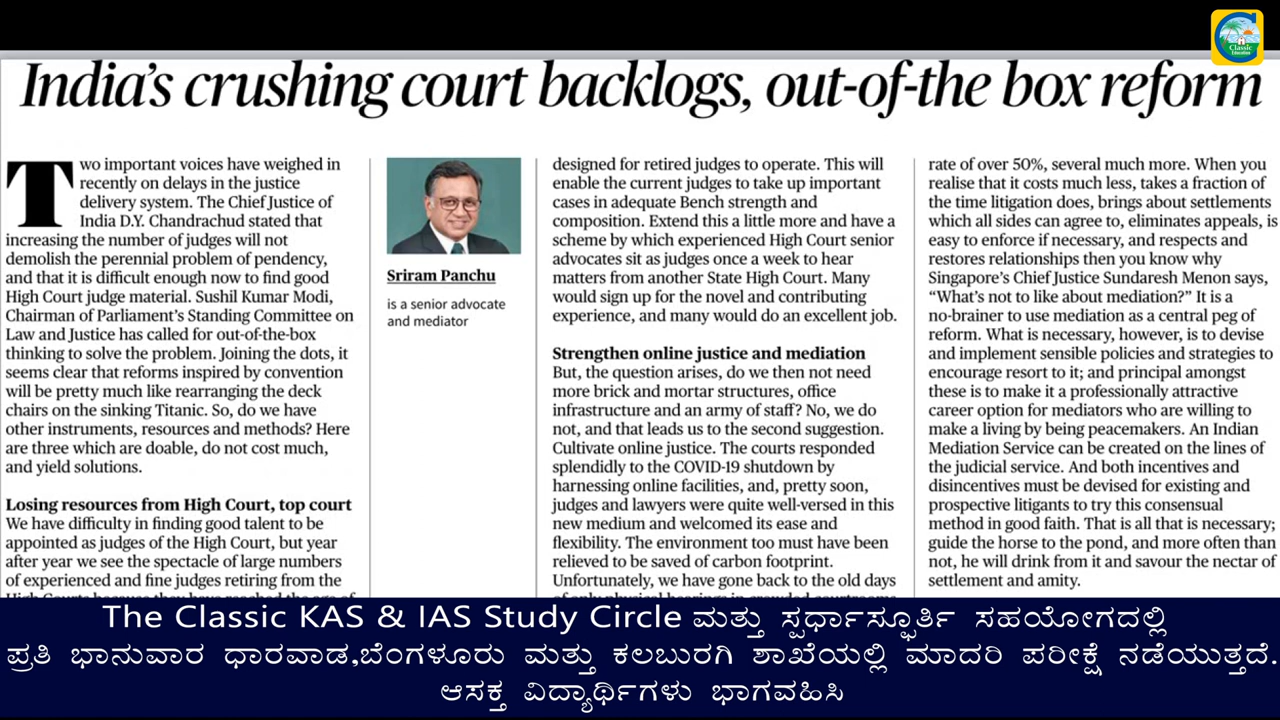 Classic
Education
India's crushing court backlogs, out-of-the box reform
Two important voices have weighed in
recently on delays in the justice
delivery system. The Chief Justice of
India D.Y. Chandrachud stated that
increasing the number of judges will not
demolish the perennial problem of pendency,
and that it is difficult enough now to find good
High Court judge material. Sushil Kumar Modi,
Chairman of Parliament's Standing Committee on
Law and Justice has called for out-of-the-box
thinking to solve the problem. Joining the dots, it
seems clear that reforms inspired by convention
will be pretty much like rearranging the deck
chairs on the sinking Titanic. So, do we have
other instruments, resources and methods? Here
are three which are doable, do not cost much,
and yield solutions.
Losing resources from High Court, top court
We have difficulty in finding good talent to be
appointed as judges of the High Court, but year
after year we see the spectacle of large numbers
of experienced and fine judges retiring from the
Sriram Panchu
is a senior advocate
and mediator
designed for retired judges to operate. This will
enable the current judges to take up important
cases in adequate Bench strength and
composition. Extend this a little more and have a
scheme by which experienced High Court senior
advocates sit as judges once a week to hear
matters from another State High Court. Many
would sign up for the novel and contributing
experience, and many would do an excellent job.
Strengthen online justice and mediation
But, the question arises, do we then not need
more brick and mortar structures, office
infrastructure and an army of staff? No, we do
not, and that leads us to the second suggestion.
Cultivate online justice. The courts responded
splendidly to the COVID-19 shutdown by
harnessing online facilities, and, pretty soon,
judges and lawyers were quite well-versed in this
new medium and welcomed its ease and
flexibility. The environment too must have been
relieved to be saved of carbon footprint.
Unfortunately, we have gone back to the old days
rate of over 50%, several much more. When you
realise that it costs much less, takes a fraction of
the time litigation does, brings about settlements
which all sides can agree to, eliminates appeals, is
easy to enforce if necessary, and respects and
restores relationships then you know why
Singapore's Chief Justice Sundaresh Menon says,
“What's not to like about mediation?” It is a
no-brainer to use mediation as a central peg of
reform. What is necessary, however, is to devise
and implement sensible policies and strategies to
encourage resort to it; and principal amongst
these is to make it a professionally attractive
career option for mediators who are willing to
make a living by being peacemakers. An Indian
Mediation Service can be created on the lines of
the judicial service. And both incentives and
disincentives must be devised for existing and
prospective litigants to try this consensual
method in good faith. That is all that is necessary;
guide the horse to the pond, and more often than
not, he will drink from it and savour the nectar of
settlement and amity.
The Classic KAS & IAS Study Circle ಮತ್ತು ಸ್ಪರ್ಧಾಸ್ಫೂರ್ತಿ ಸಹಯೋಗದಲ್ಲಿ
ಪ್ರತಿ ಭಾನುವಾರ ಧಾರವಾಡ,ಬೆಂಗಳೂರು ಮತ್ತು ಕಲಬುರಗಿ ಶಾಖೆಯಲ್ಲಿ ಮಾದರಿ ಪರೀಕ್ಷೆ ನಡೆಯುತ್ತದೆ.
ಆಸಕ್ತ ವಿದ್ಯಾರ್ಥಿಗಳು ಭಾಗವಹಿಸಿ